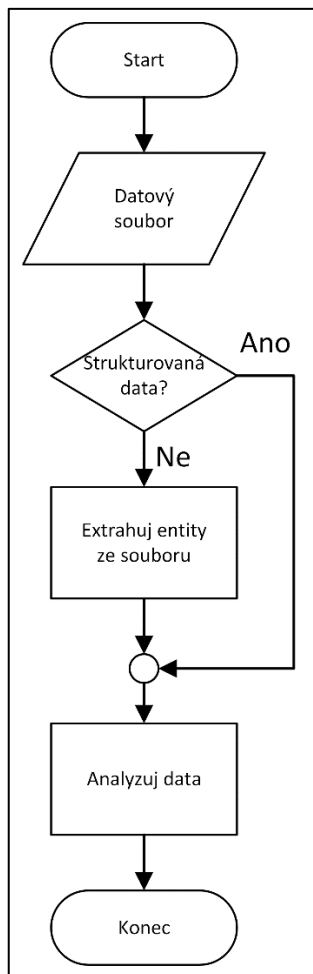 Start
Datový
soubor
Strukturovaná
data?
Ano
Ne
Extrahuj entity
ze souboru
Analyzuj data
Konec